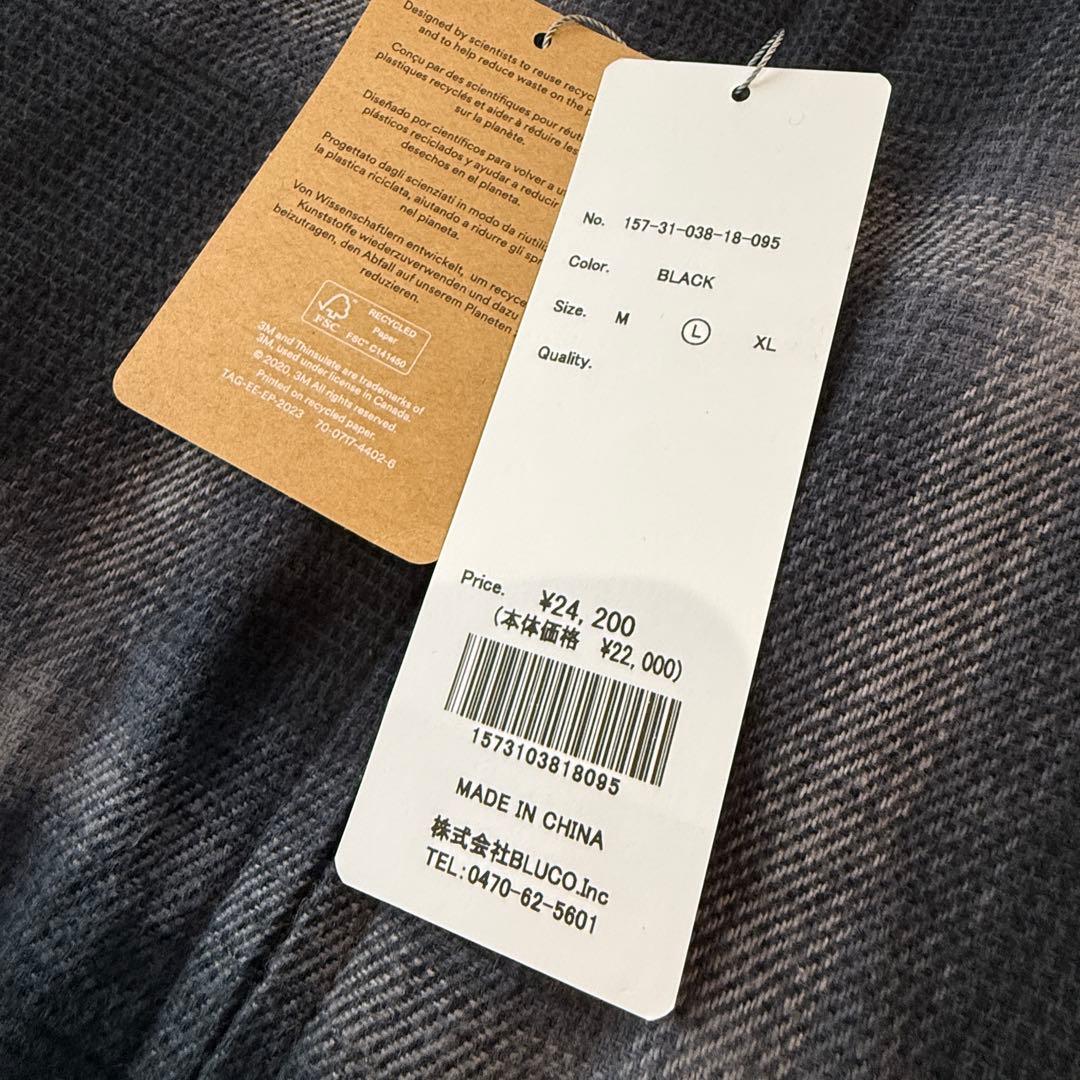 Designed by scientists to reuse
and to help reduce waste on the
Conçu par des scientifiques pour
plastiques recyclés et aider à réduire les
sur la planète.
Diseñado por científicos para volver a
plásticos reciclados y ayudar a reducir
desechos en el planeta.
Progettato dagli scienziati in modo da
la plastica riciclata, aiutando a ridurre gli
nel pianeta.
Von Wissenschaftlern entwickelt, um
Kunststoffe wiederzuverwenden und dazu
beizutragen, den Abfall auf unserem Planeten
reduzieren.
FSC
RECYCLED
Paper
FSC™ C141450
3M and Thinsulate are trademarks of
3M, used under license in Canada.
© 2020, 3M All rights reserved.
Printed on recycled paper.
TAG-EE-EP-2023 70-0717-4402-6
No. 157-31-038-18-095
Color. BLACK
Size. M L XL
Quality.
Price. ¥24,200
(本体価格 ¥22,000)
1573103818095
MADE IN CHINA
株式会社BLUCO.Inc
TEL:0470-62-5601